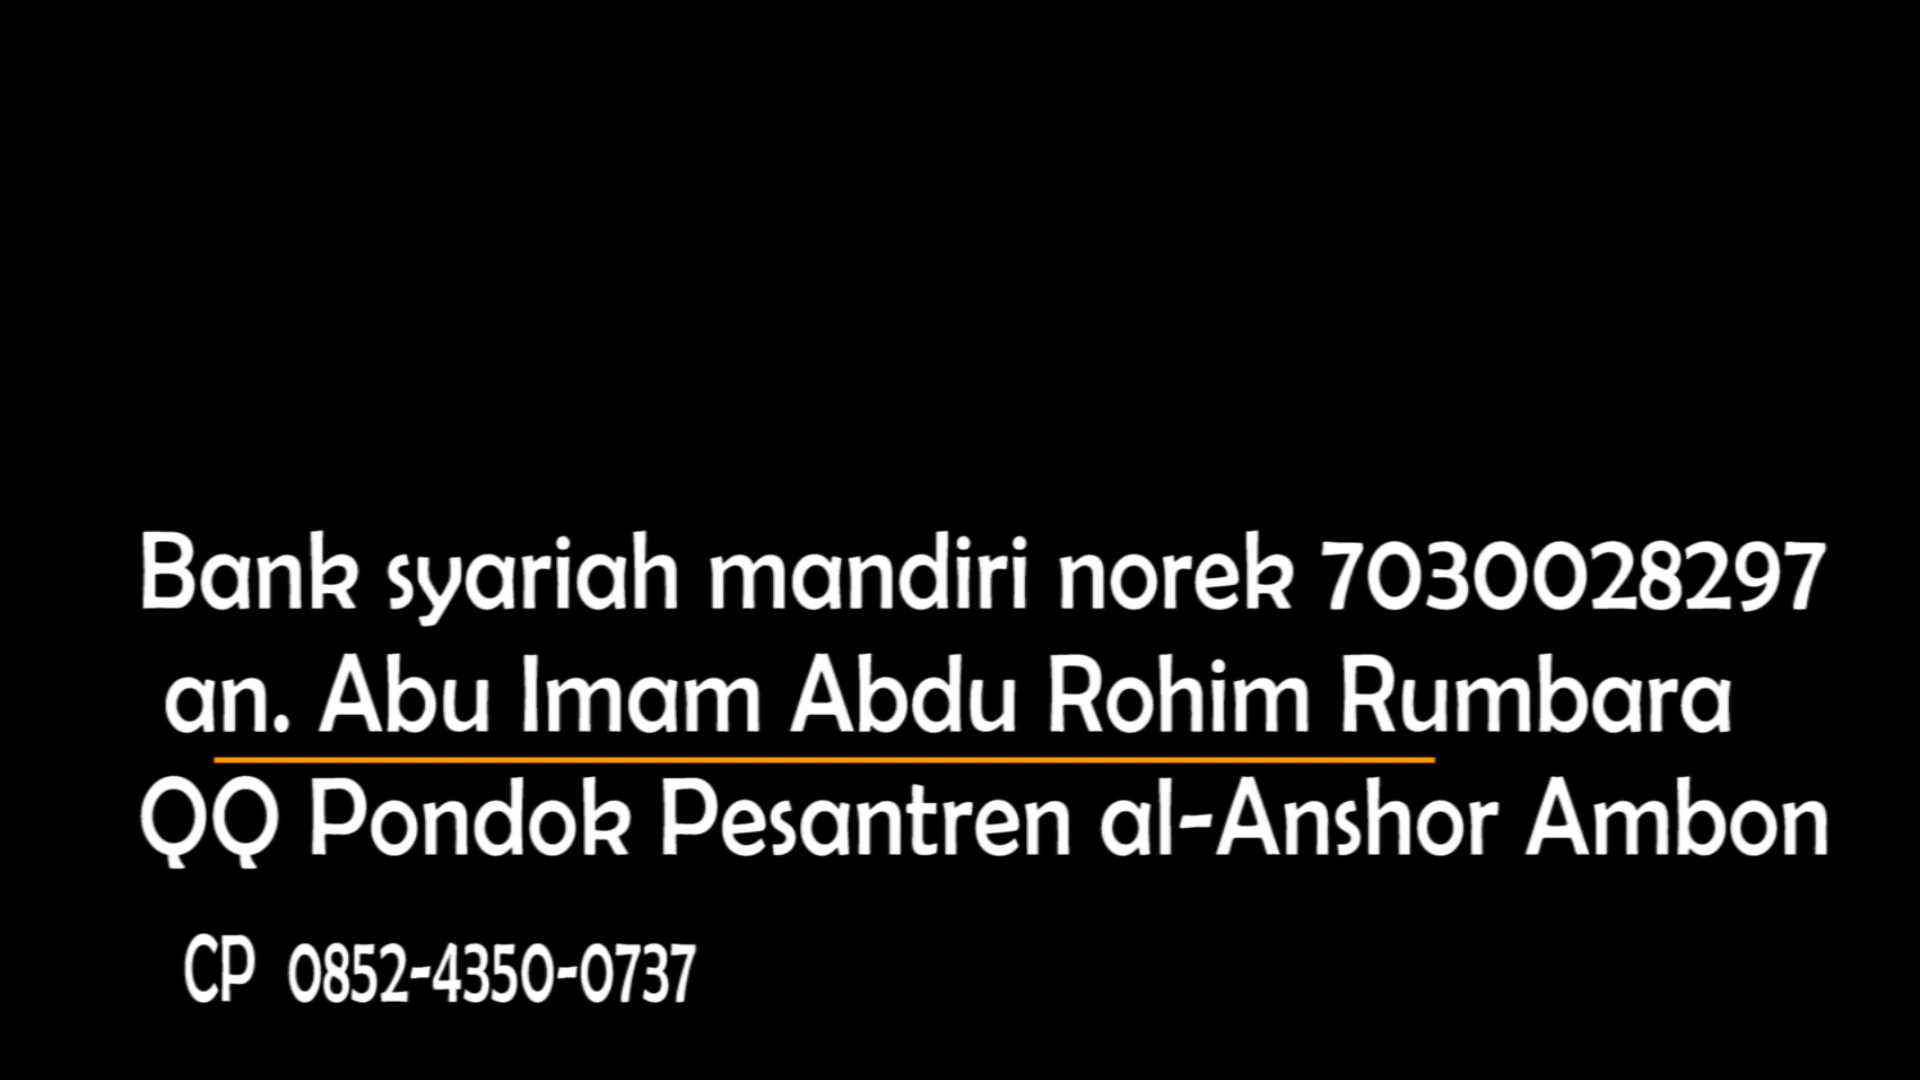 Bank syariah mandiri norek 7030028297
an. Abu Imam Abdu Rohim Rumbara
QQ Pondok Pesantren al-Anshor Ambon
CP 0852-4350-0737